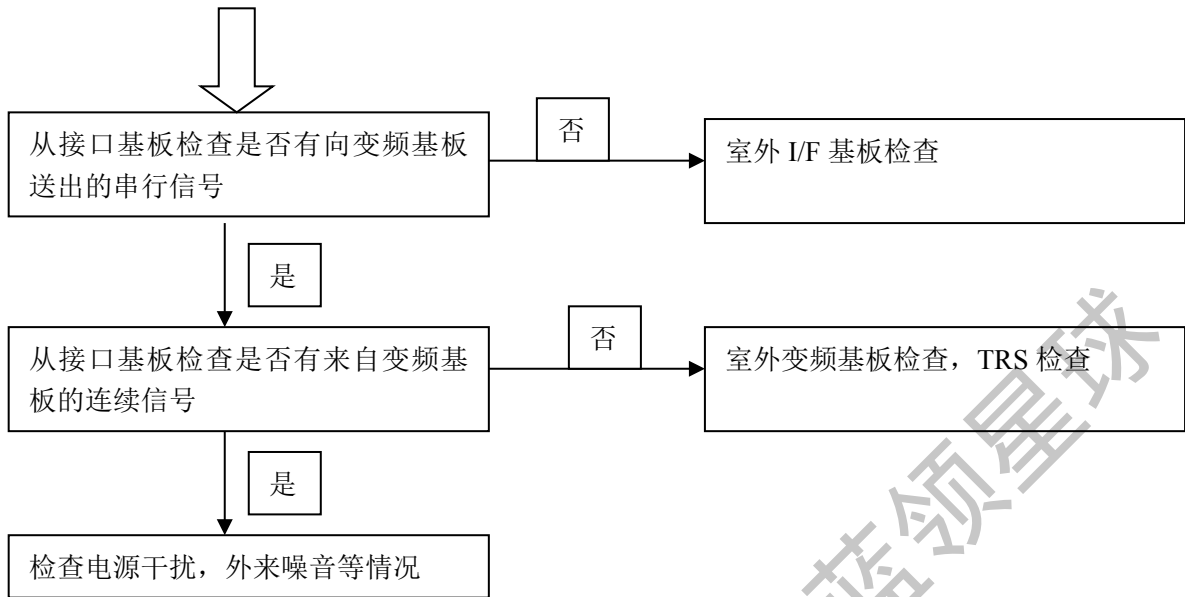 从接口基板检查是否有向变频基板
送出的串行信号
否
室外 I/F 基板检查
是
从接口基板检查是否有来自变频基
板的连续信号
否
室外变频基板检查，TRS 检查
是
检查电源干扰，外来噪音等情况
蓝领星球